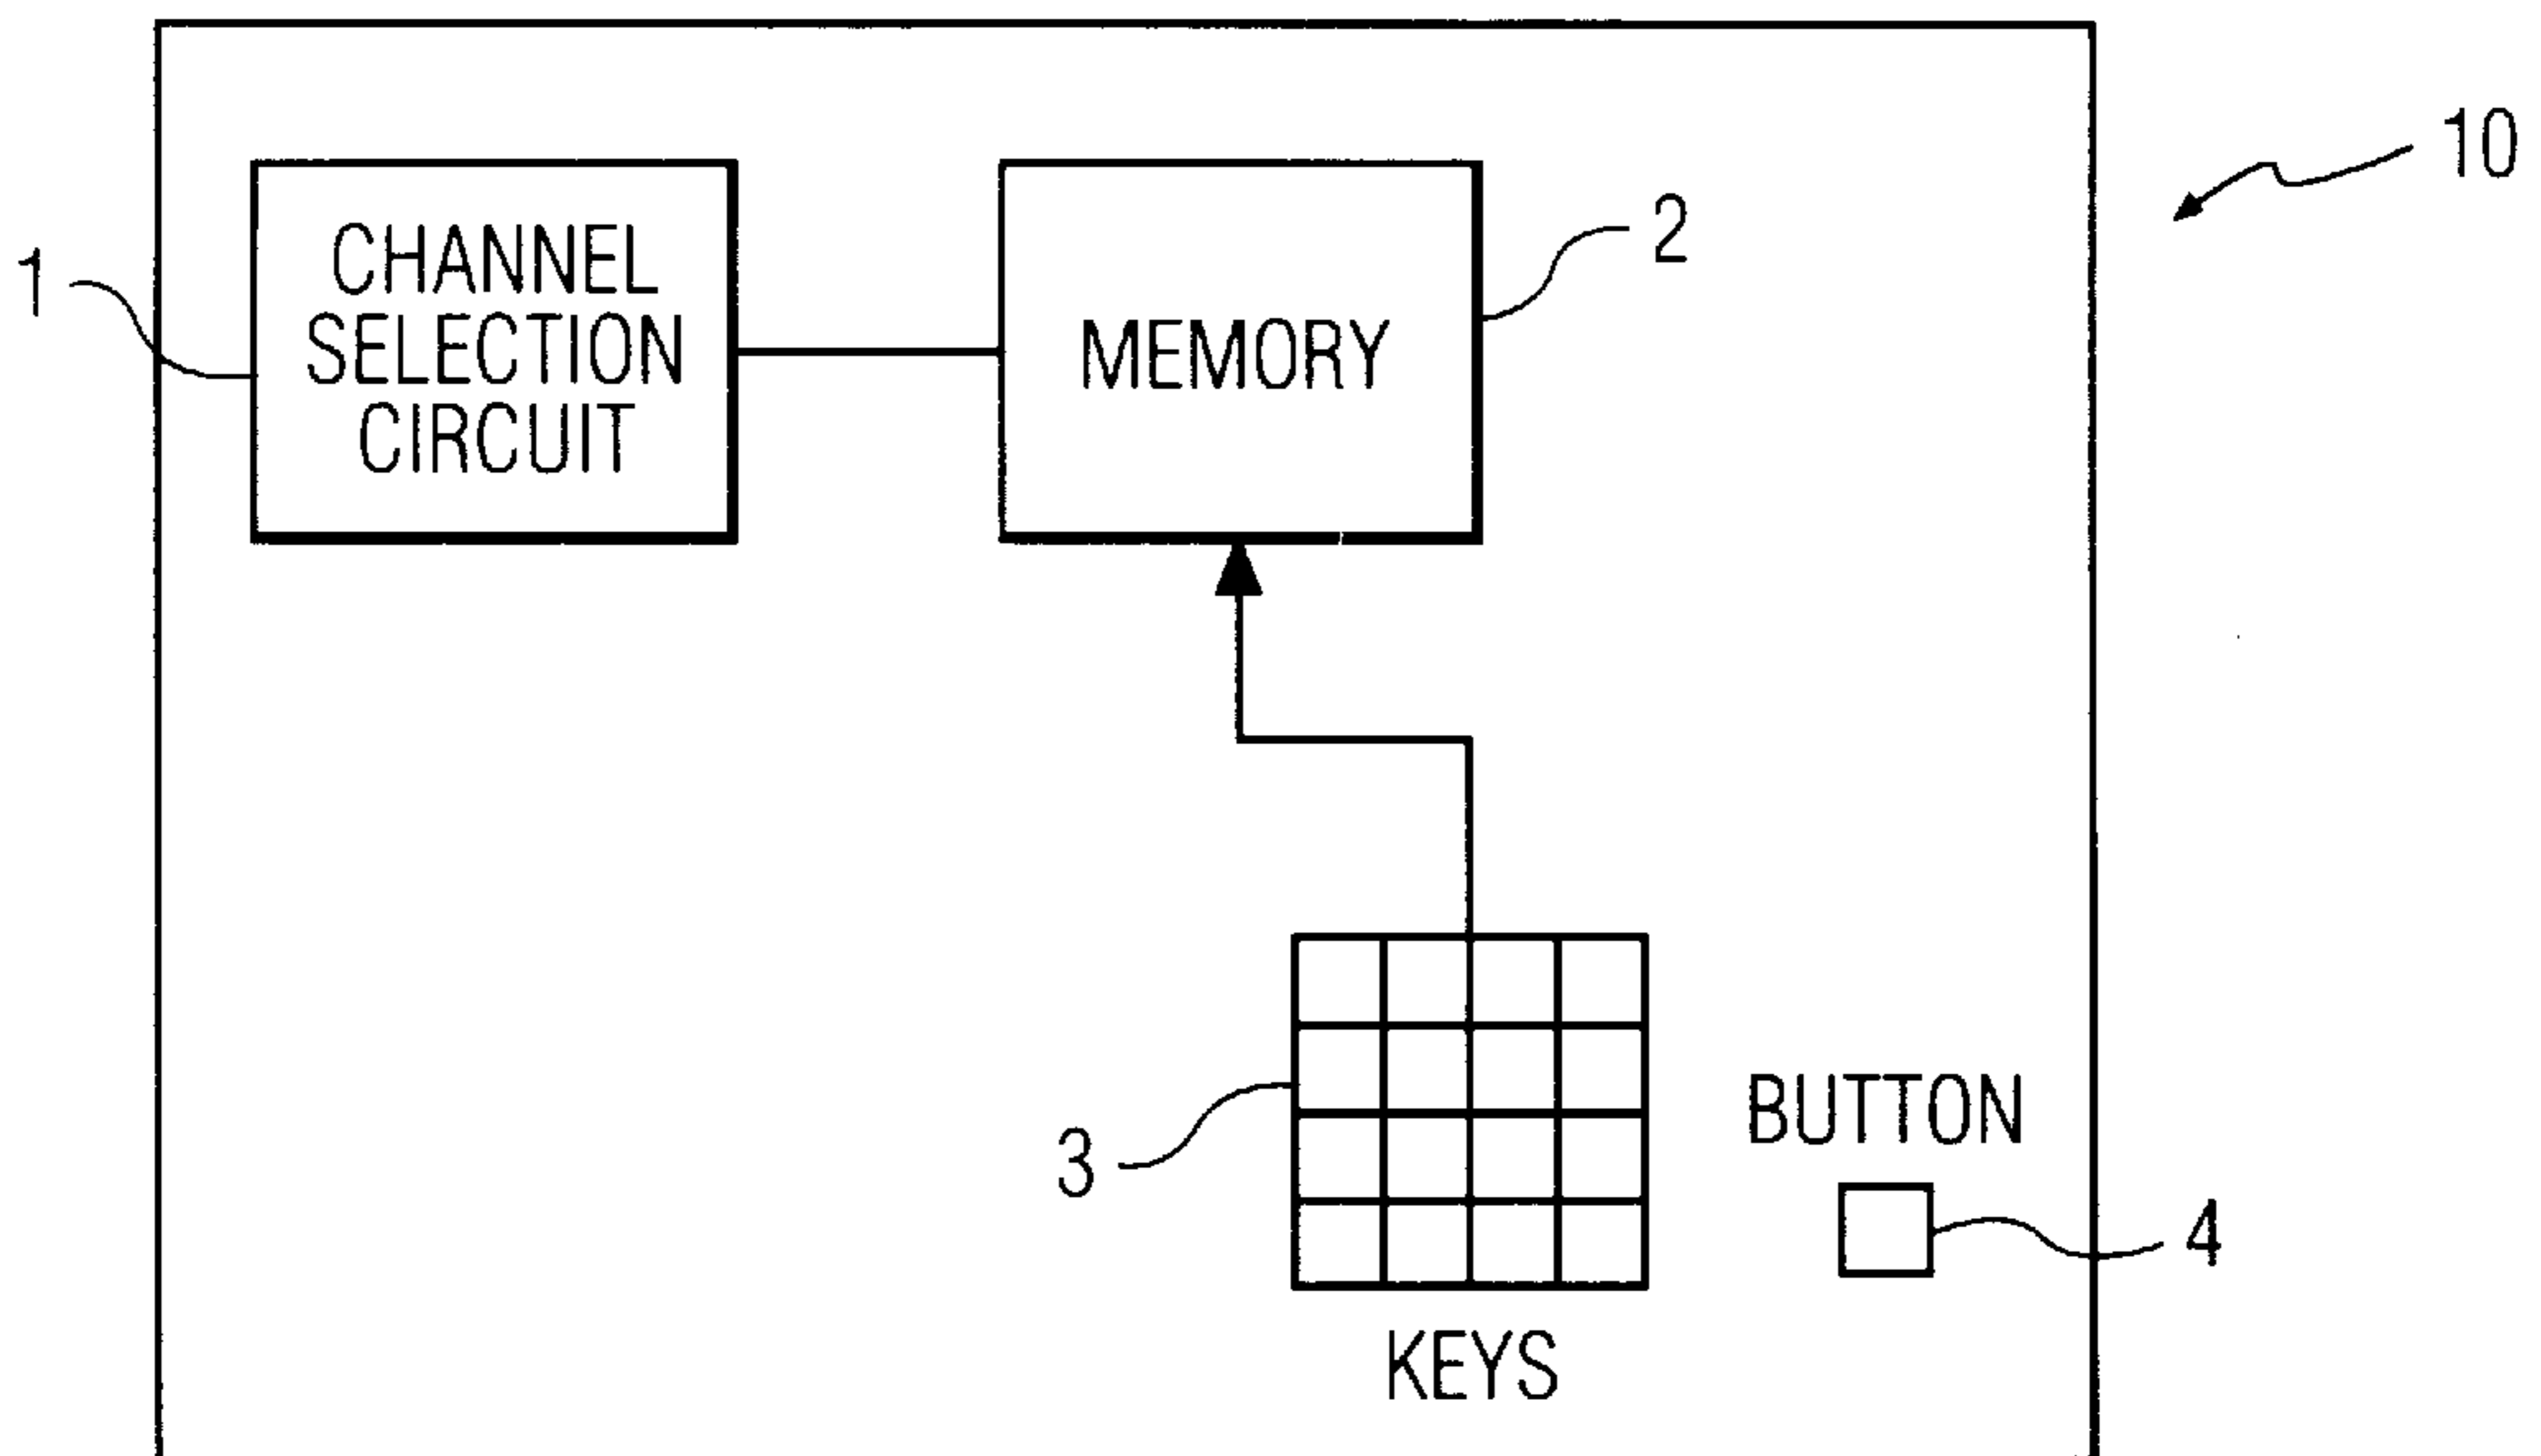 10
1
CHANNEL
SELECTION
CIRCUIT
MEMORY
2
3
BUTTON
4
KEYS